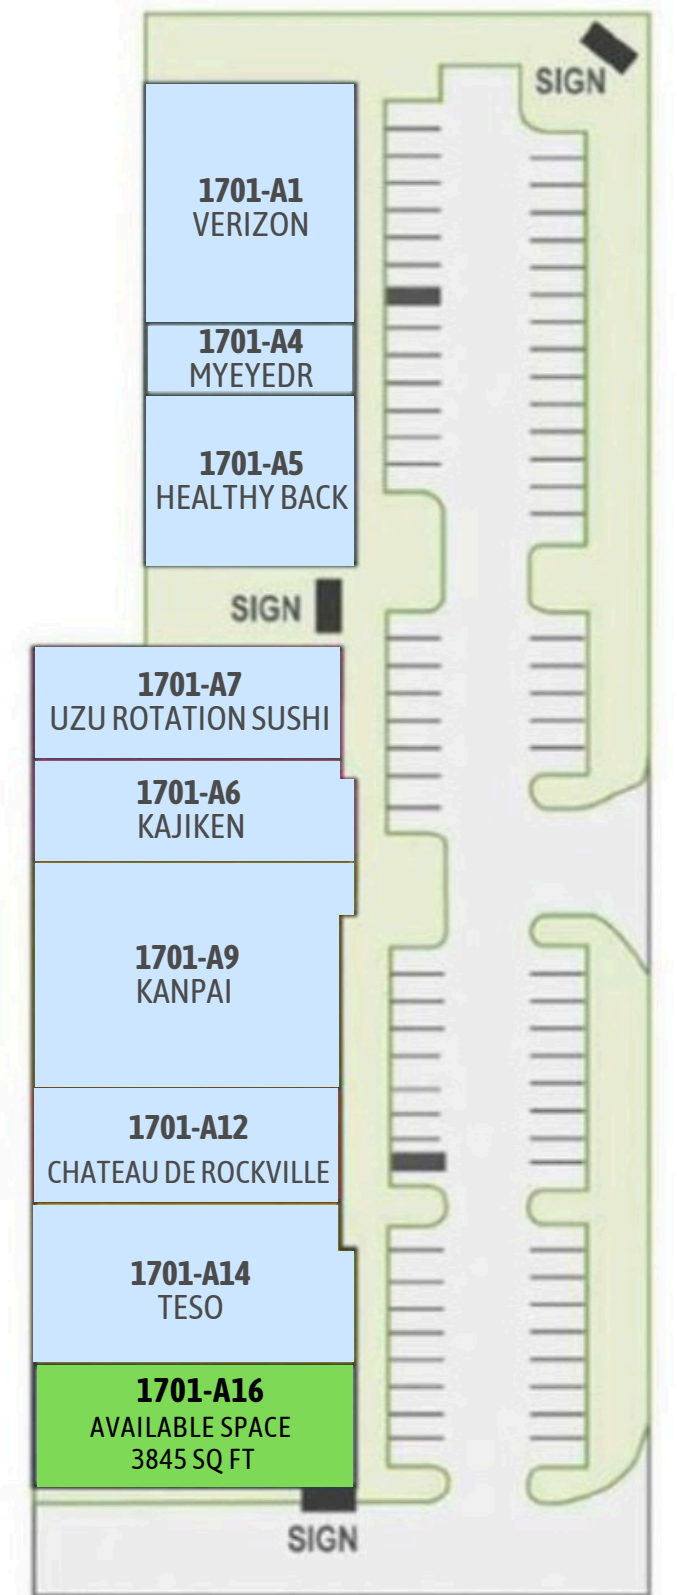 SIGN
1701-A1
VERIZON
1701-A4
MYEYEDR
1701-A5
HEALTHY BACK
SIGN
1701-A7
UZU ROTATION SUSHI
1701-A6
KAJIKEN
1701-A9
KANPAI
1701-A12
CHATEAU DE ROCKVILLE
1701-A14
TESO
1701-A16
AVAILABLE SPACE
3845 SQ FT
SIGN